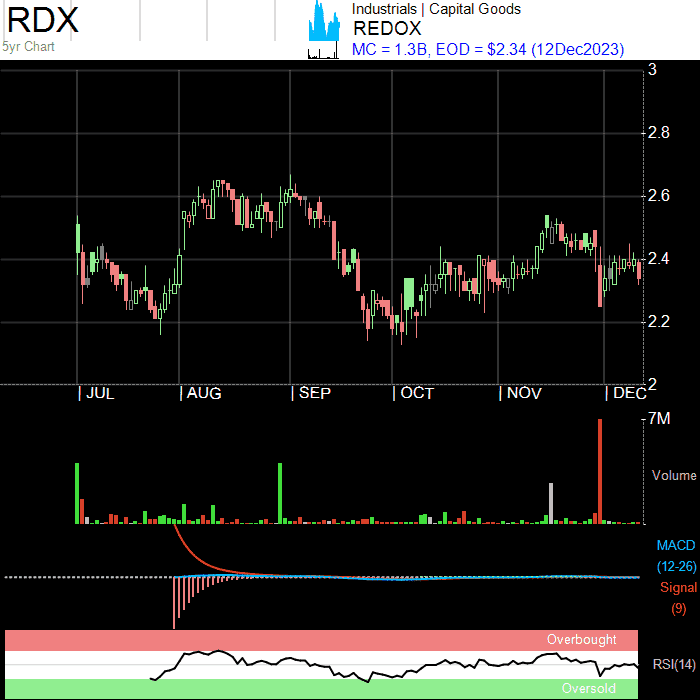 RDX
5yr Chart
Industrials | Capital Goods
REDOX
MC = 1.3B, EOD = $2.34 (12Dec2023)
3
2.8
2.6
2.4
2.2
2
| JUL | AUG | SEP | OCT | NOV | DEC
7M
Volume
MACD
(12-26)
Signal
(9)
Overbought
RSI(14)
Oversold